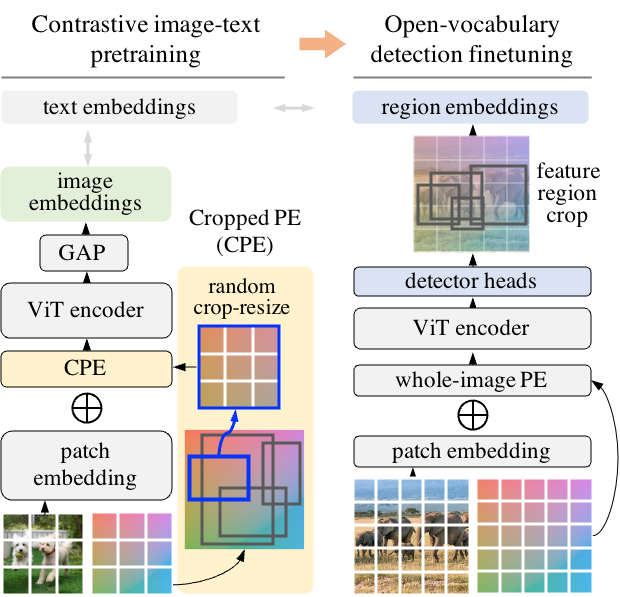 Contrastive image-text
pretraining
Open-vocabulary
detection finetuning
text embeddings
image
embeddings
GAP
ViT encoder
CPE
patch
embedding
Cropped PE
(CPE)
random
crop-resize
region embeddings
feature
region
crop
detector heads
ViT encoder
whole-image PE
patch embedding